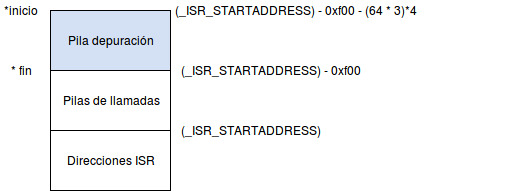 *inicio
(_ISR_STARTADDRESS) - 0xf00 - (64 * 3)*4
Pila depuración
* fin
(_ISR_STARTADDRESS) - 0xf00
Pilas de llamadas
(_ISR_STARTADDRESS)
Direcciones ISR